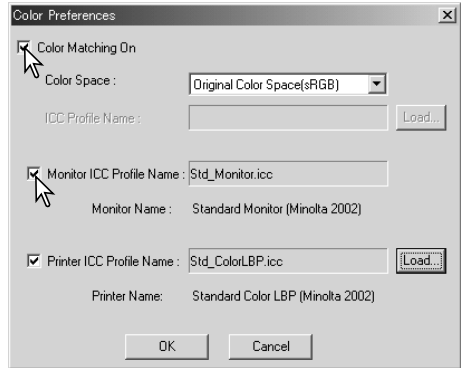 Color Preferences
Color Matching On
Color Space : Original Color Space(sRGB)
ICC Profile Name : Load...
Monitor ICC Profile Name : Std_Monitor.icc
Monitor Name : Standard Monitor (Minolta 2002)
Printer ICC Profile Name : Std_ColorLBP.icc Load...
Printer Name: Standard Color LBP (Minolta 2002)
OK Cancel